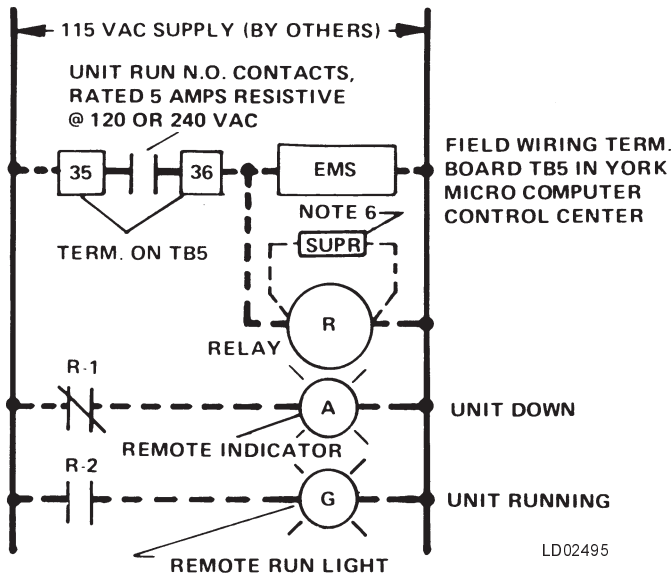 115 VAC SUPPLY (BY OTHERS)
UNIT RUN N.O. CONTACTS,
RATED 5 AMPS RESISTIVE
@ 120 OR 240 VAC
35
36
EMS
FIELD WIRING TERM.
BOARD TB5 IN YORK
MICRO COMPUTER
CONTROL CENTER
NOTE 6
SUPR
TERM. ON TB5
R
RELAY
R-1
A
UNIT DOWN
REMOTE INDICATOR
R-2
G
UNIT RUNNING
REMOTE RUN LIGHT
LD02495